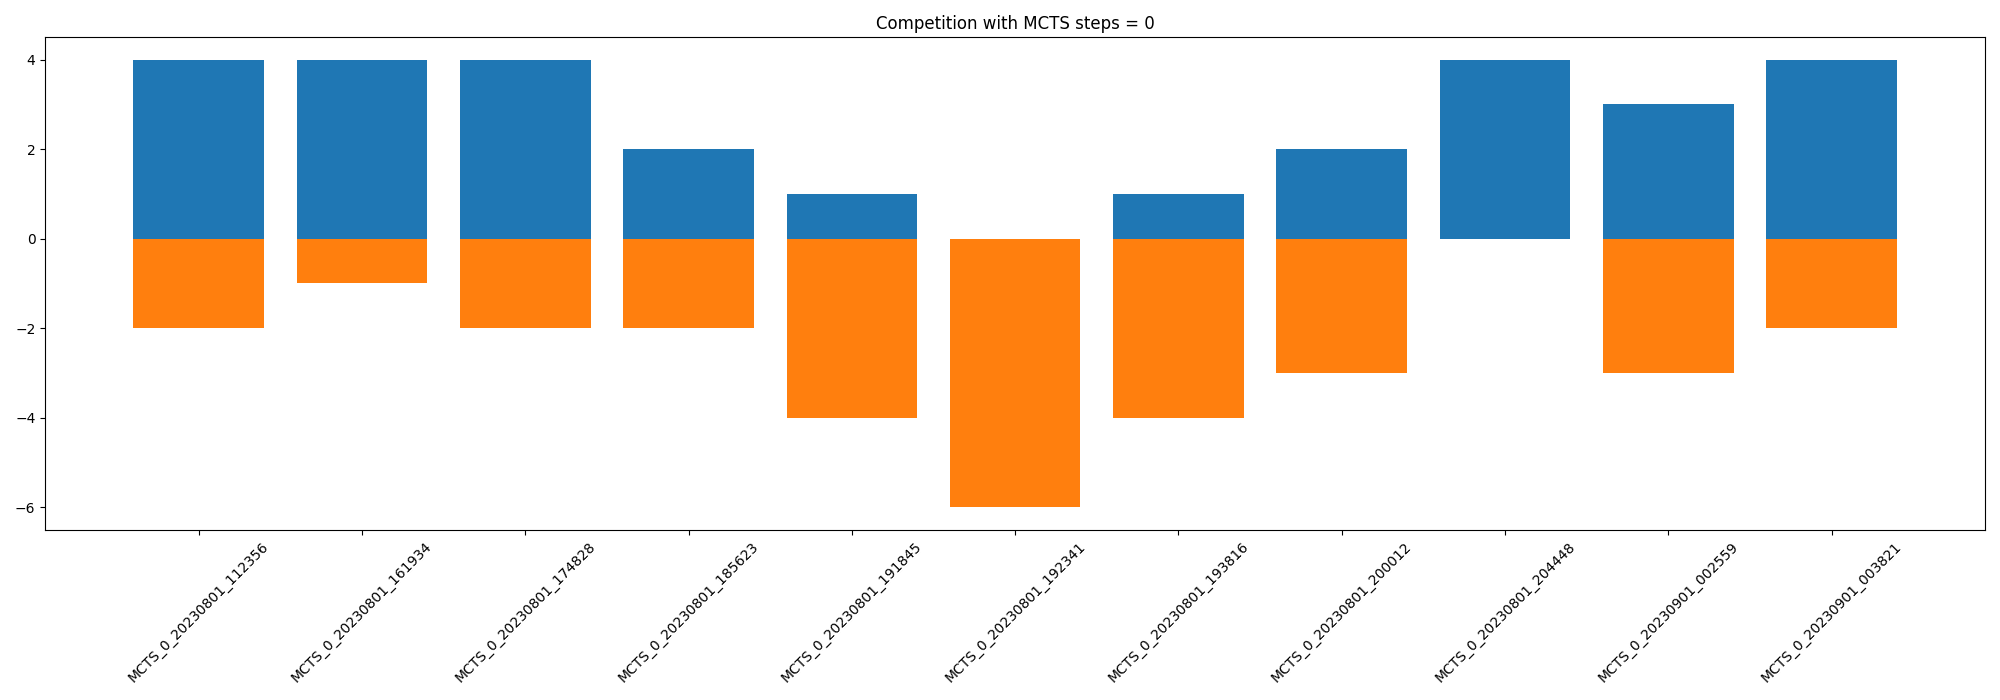 Competition with MCTS steps = 0
4
2
0
−2
−4
−6
MCTS_0_20230801_112356
MCTS_0_20230801_161934
MCTS_0_20230801_174828
MCTS_0_20230801_185623
MCTS_0_20230801_191845
MCTS_0_20230801_192341
MCTS_0_20230801_193816
MCTS_0_20230801_200012
MCTS_0_20230801_204448
MCTS_0_20230901_002559
MCTS_0_20230901_003821